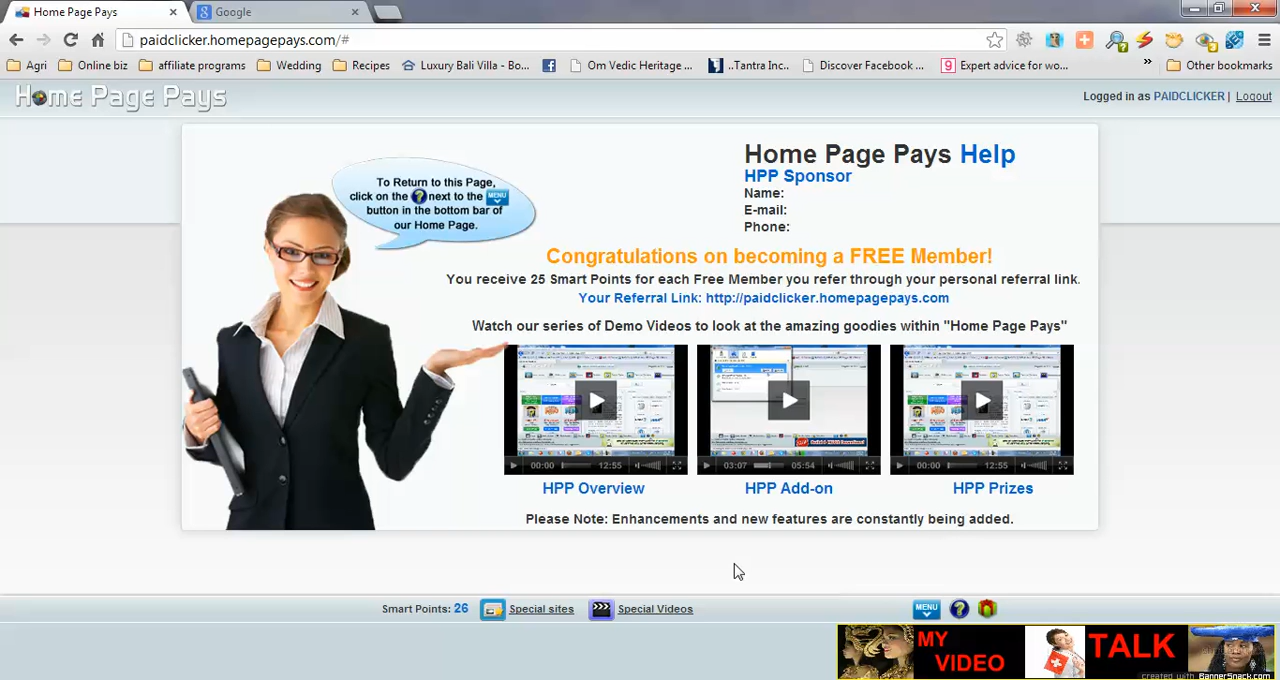 Home Page Pays
Google
paidclicker.homepagepays.com/#
Agri
Online biz
affiliate programs
Wedding
Recipes
Luxury Bali Villa - Bo...
Om Vedic Heritage ...
..Tantra Inc..
Discover Facebook ...
9
Expert advice for wo...
»
Other bookmarks
Home Page Pays
Logged in as PAIDCLICKER | Logout
To Return to this Page,
click on the ? next to the MENU
button in the bottom bar of
our Home Page.
Home Page Pays Help
HPP Sponsor
Name:
E-mail:
Phone:
Congratulations on becoming a FREE Member!
You receive 25 Smart Points for each Free Member you refer through your personal referral link.
Your Referral Link: http://paidclicker.homepagepays.com
Watch our series of Demo Videos to look at the amazing goodies within "Home Page Pays"
00:00 12:55
03:07 05:54
00:00 12:55
HPP Overview
HPP Add-on
HPP Prizes
Please Note: Enhancements and new features are constantly being added.
Smart Points: 26
Special sites
Special Videos
MENU
?
MY
VIDEO
TALK
created with BannerSnack.com